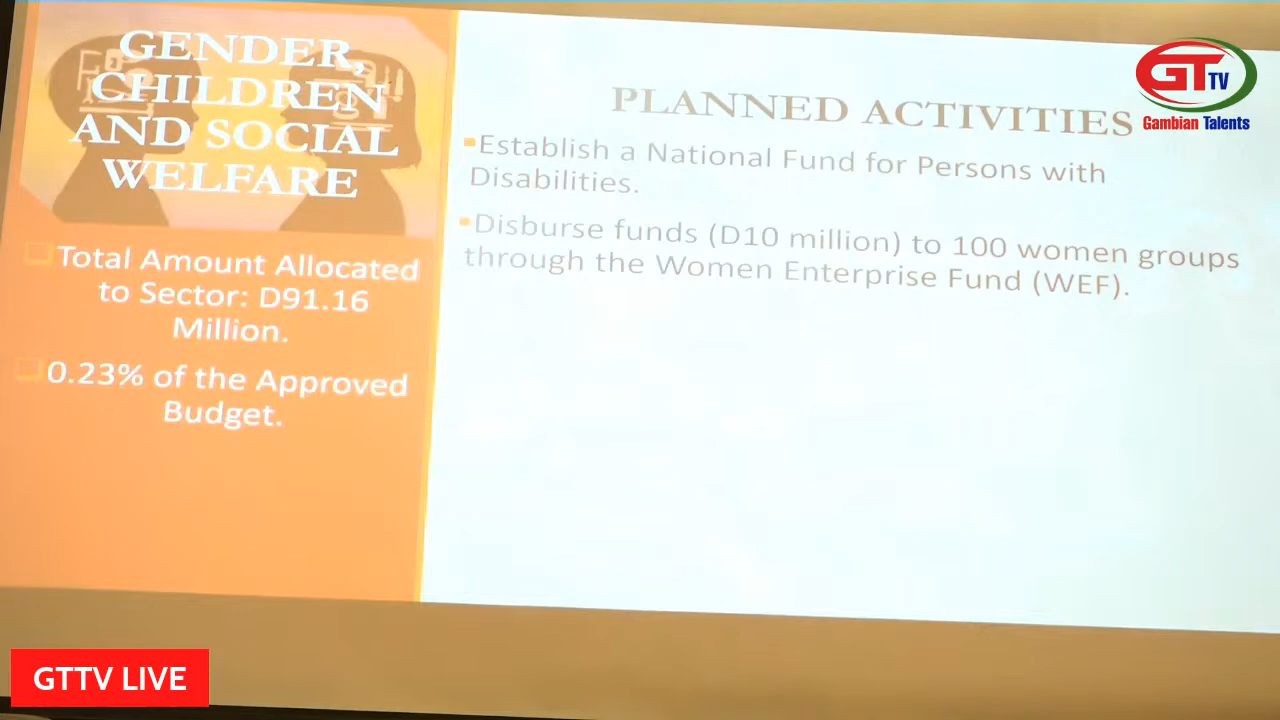 GENDER,
CHILDREN
AND SOCIAL
WELFARE
Total Amount Allocated
to Sector: D91.16
Million.
0.23% of the Approved
Budget.
PLANNED ACTIVITIES
Establish a National Fund for Persons with
Disabilities.
Disburse funds (D10 million) to 100 women groups
through the Women Enterprise Fund (WEF).
GT TV
Gambian Talents
GTTV LIVE